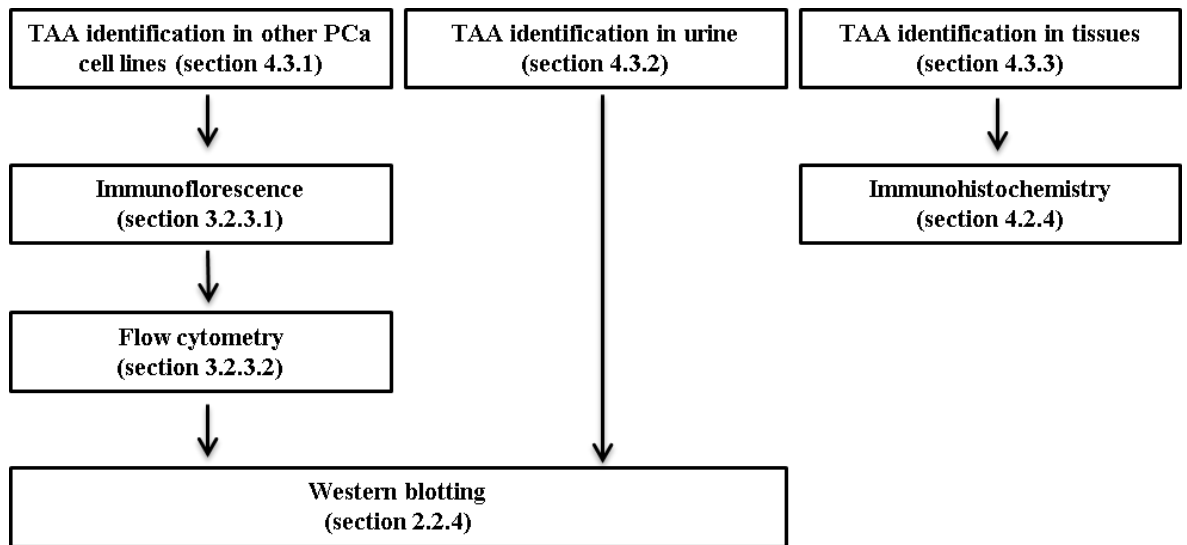 TAA identification in other PCa
cell lines (section 4.3.1)
TAA identification in urine
(section 4.3.2)
TAA identification in tissues
(section 4.3.3)
Immunoflorescence
(section 3.2.3.1)
Immunohistochemistry
(section 4.2.4)
Flow cytometry
(section 3.2.3.2)
Western blotting
(section 2.2.4)